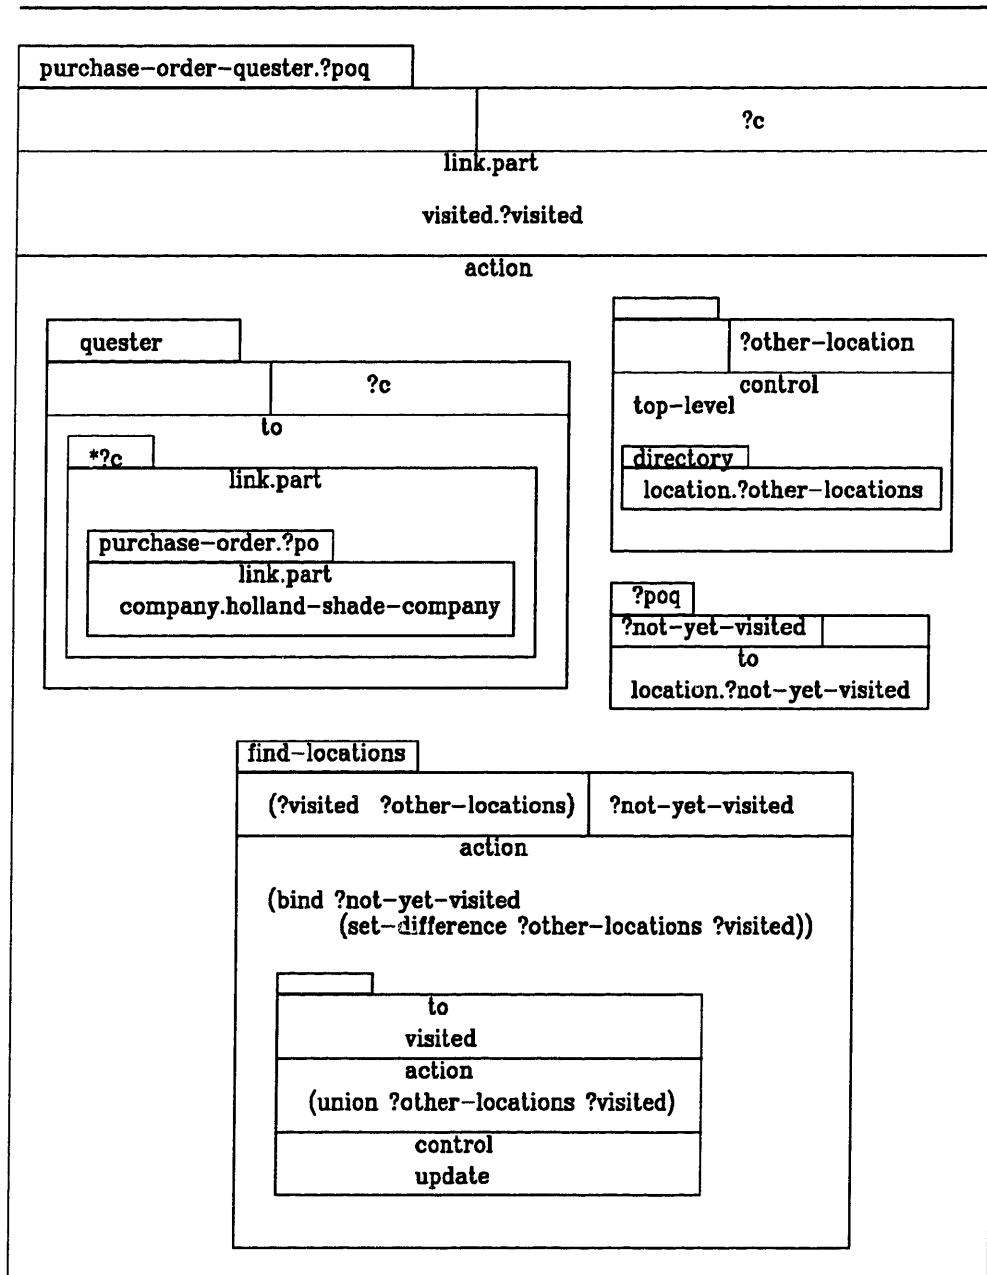 purchase-order-quester.?poq
?c
link.part
visited.?visited
action
quester
?c
to
*?c
link.part
purchase-order.?po
link.part
company.holland-shade-company
?other-location
control
top-level
directory
location.?other-locations
?poq
?not-yet-visited
to
location.?not-yet-visited
find-locations
(?visited ?other-locations)
?not-yet-visited
action
(bind ?not-yet-visited
(set-difference ?other-locations ?visited))
to
visited
action
(union ?other-locations ?visited)
control
update